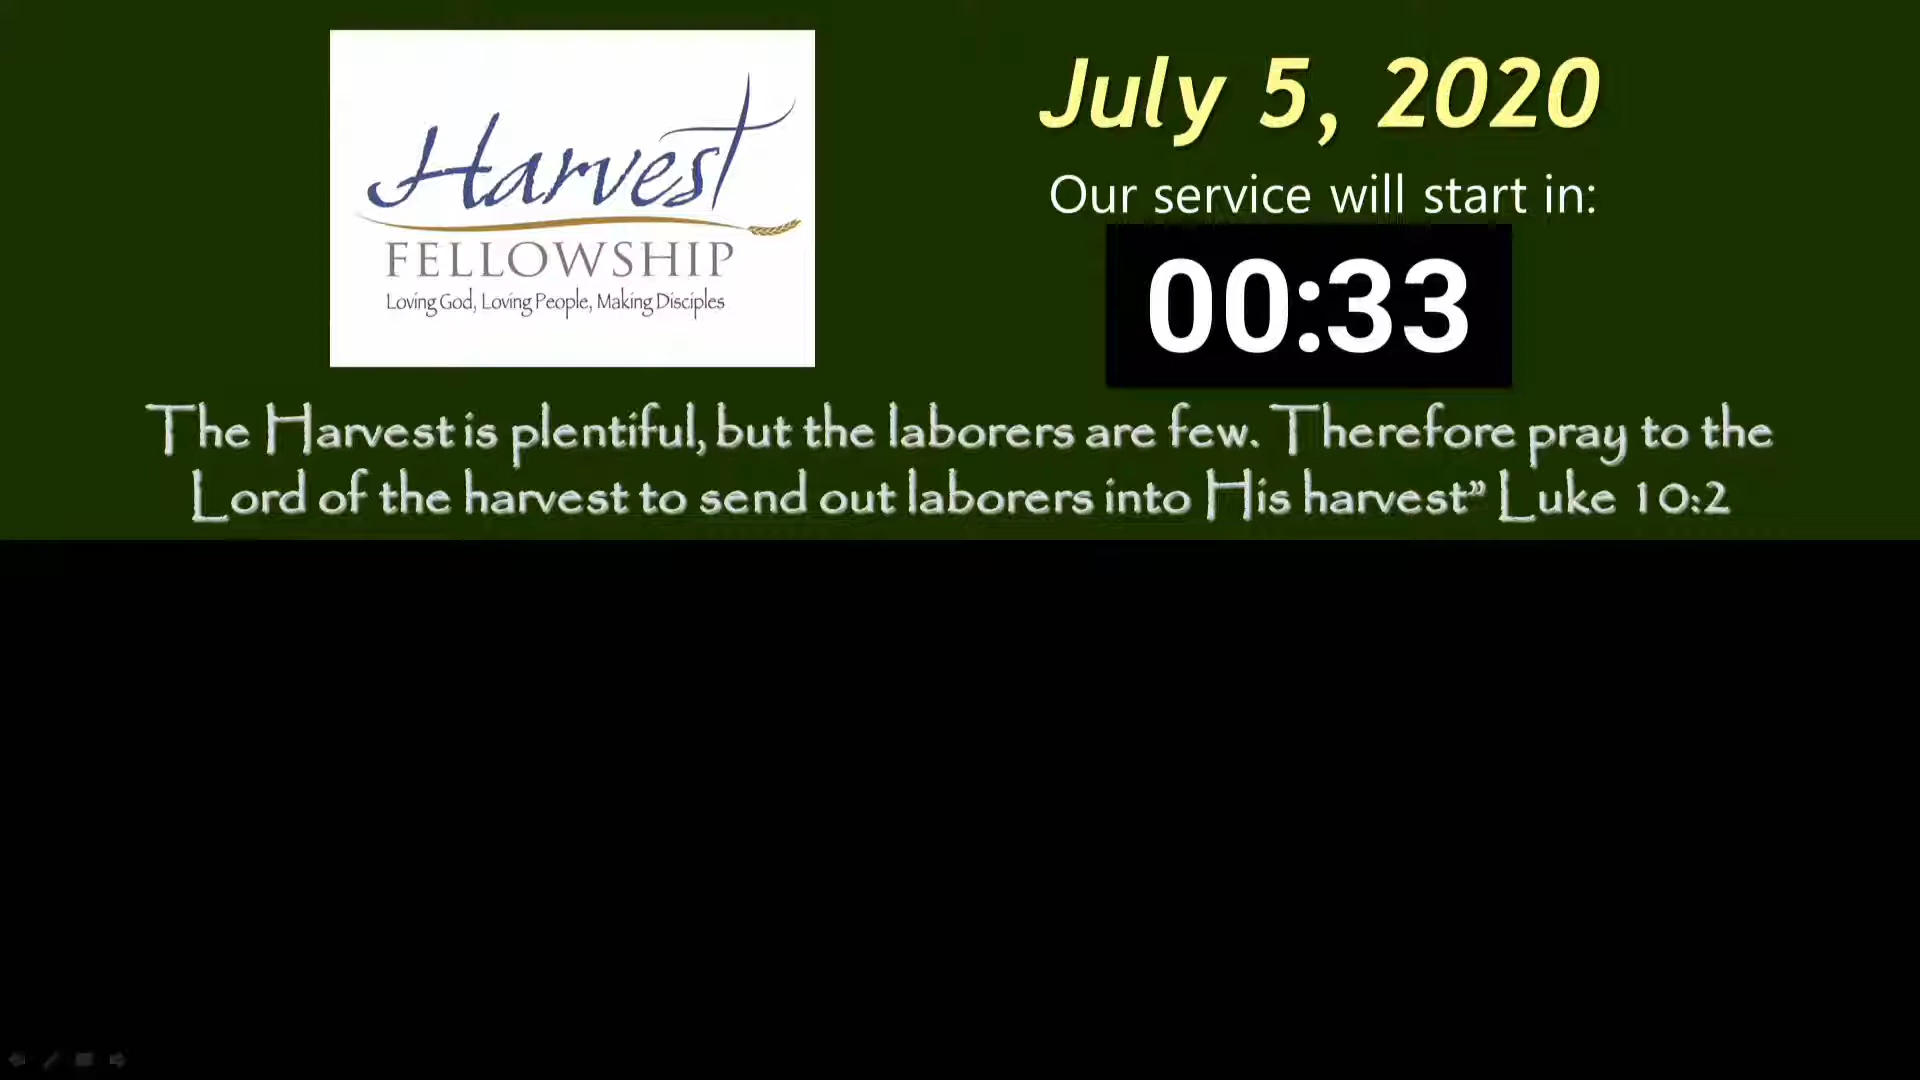 Harvest
FELLOWSHIP
Loving God, Loving People, Making Disciples
July 5, 2020
Our service will start in:
00:33
The Harvest is plentiful, but the laborers are few. Therefore pray to the
Lord of the harvest to send out laborers into His harvest” Luke 10:2